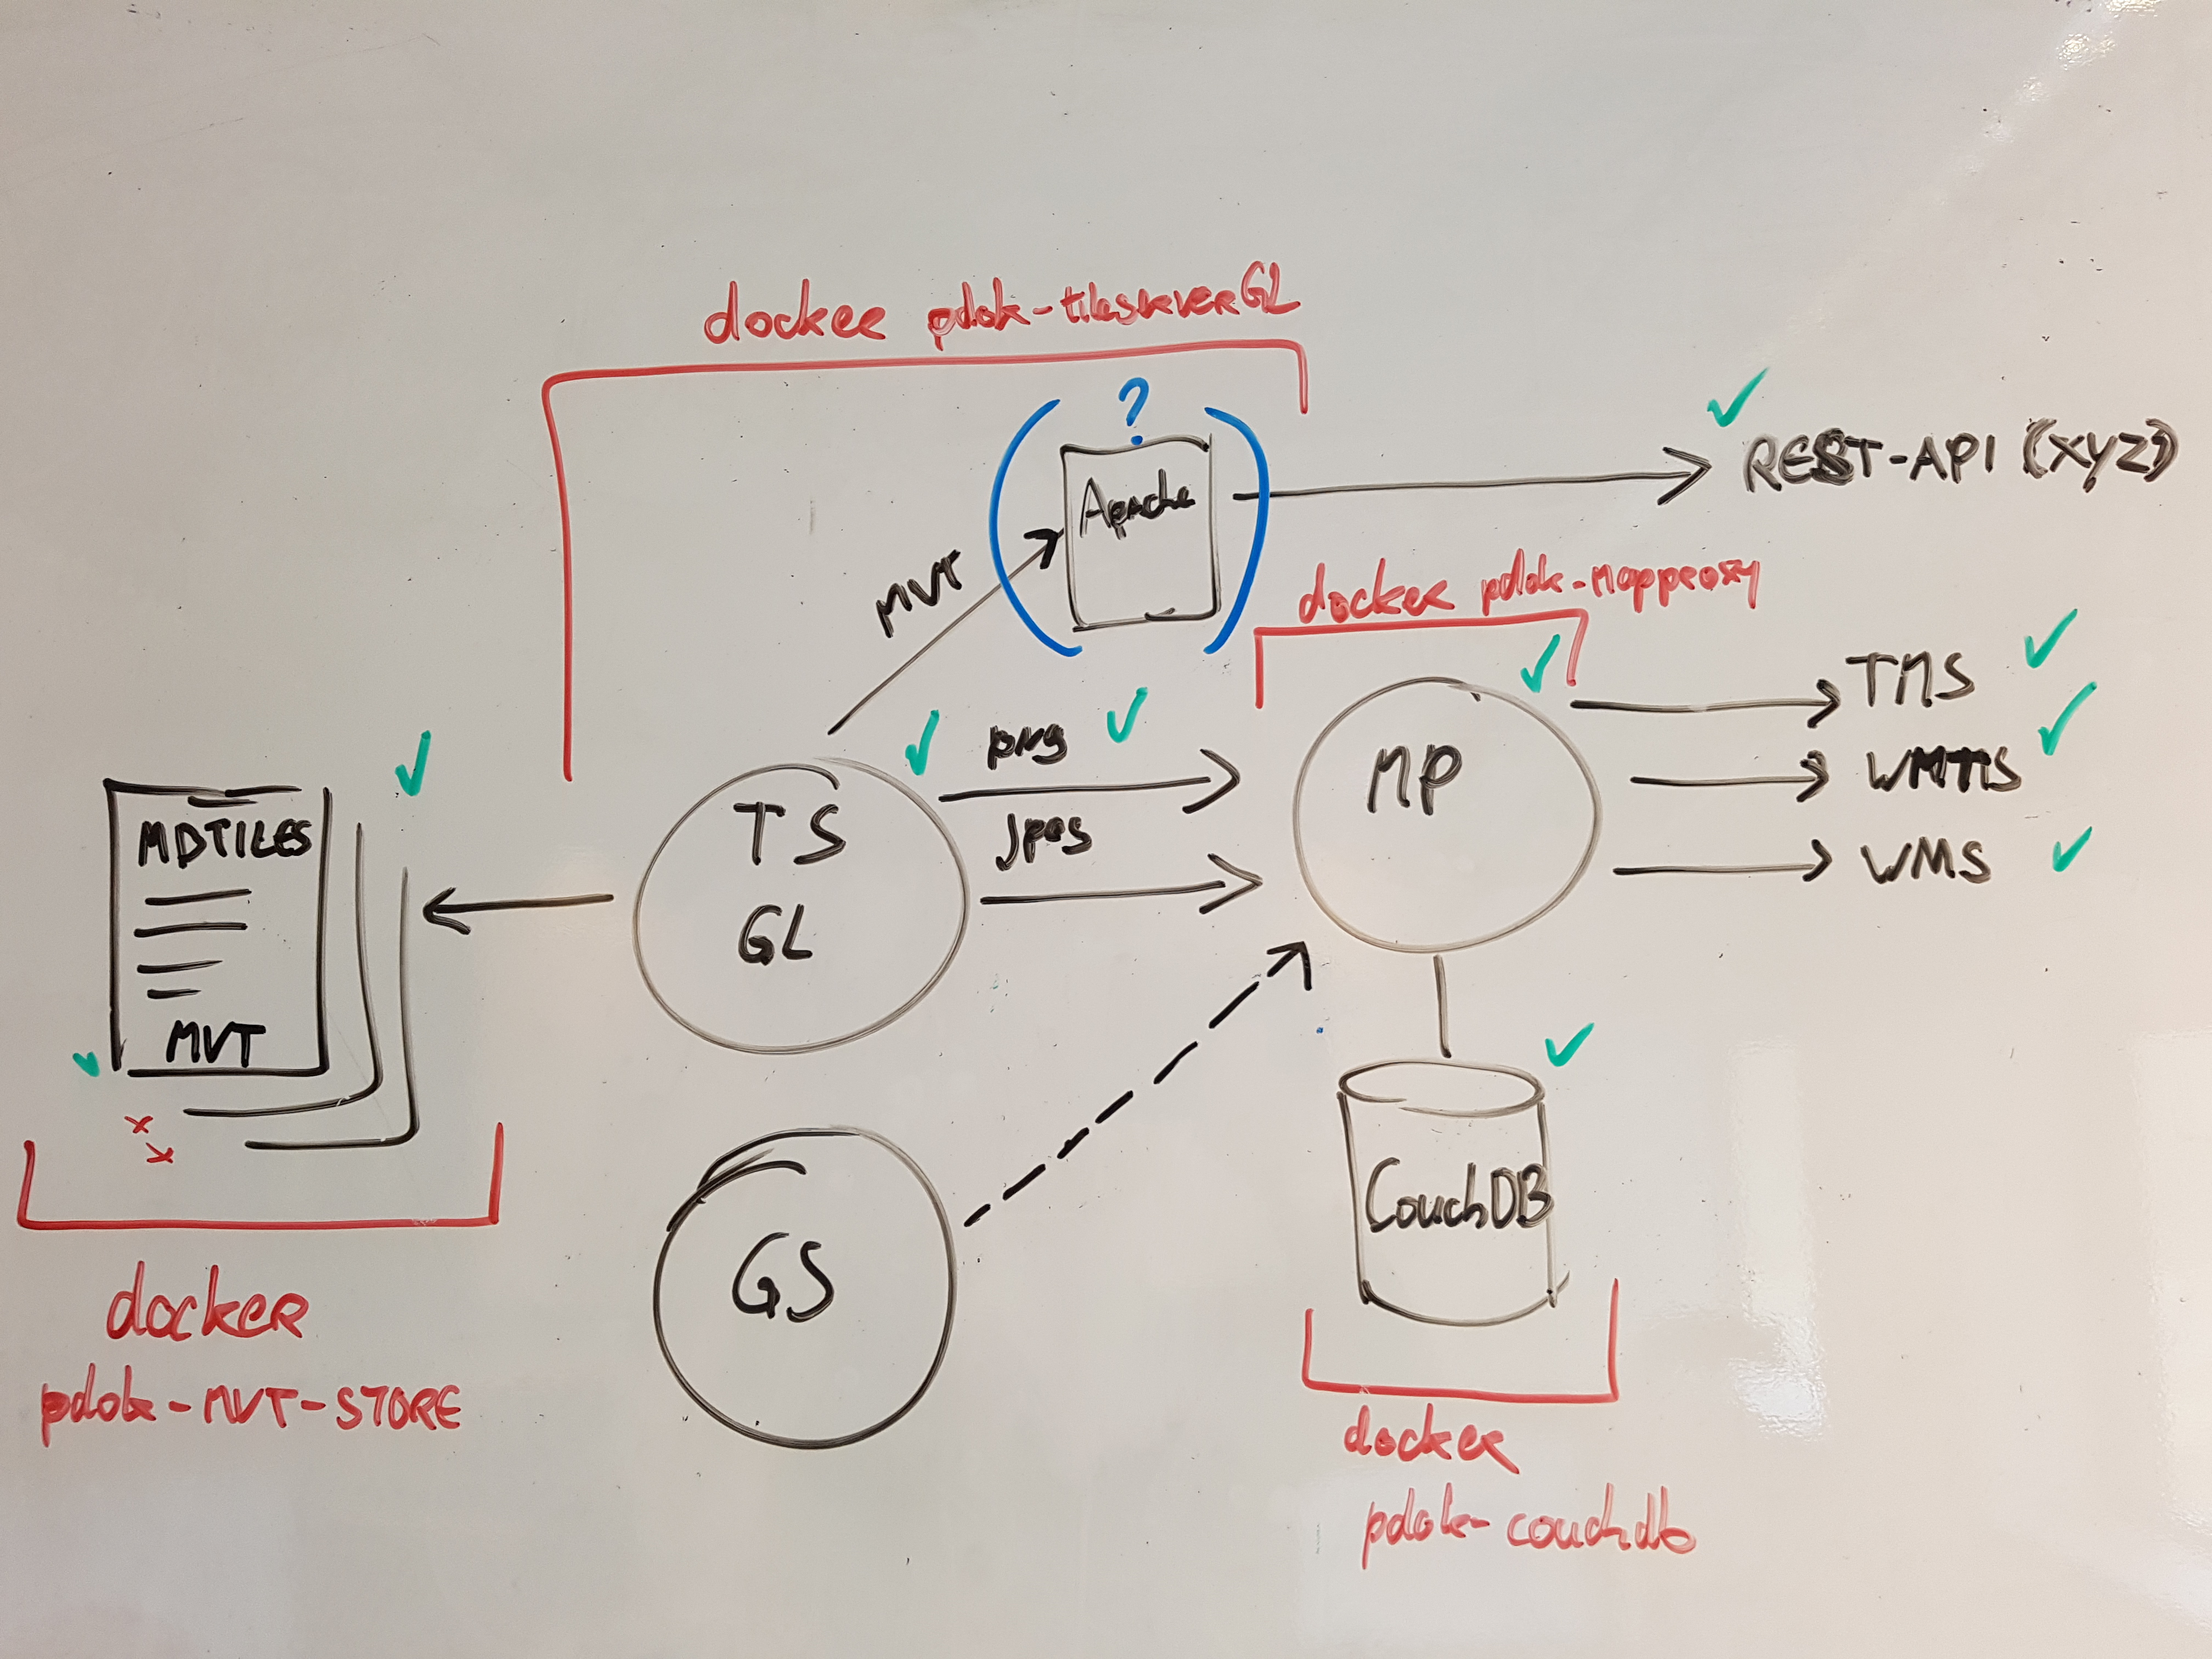 docker pdok-tileserverGL
?
Apache
REST-API (XYZ)
MVT
docker pdok-mapproxy
TMS
png
MP
WMTS
MBTILES
TS
jpeg
WMS
GL
MVT
x
x
CouchDB
GS
docker
pdok-MVT-STORE
docker
pdok-couchdb